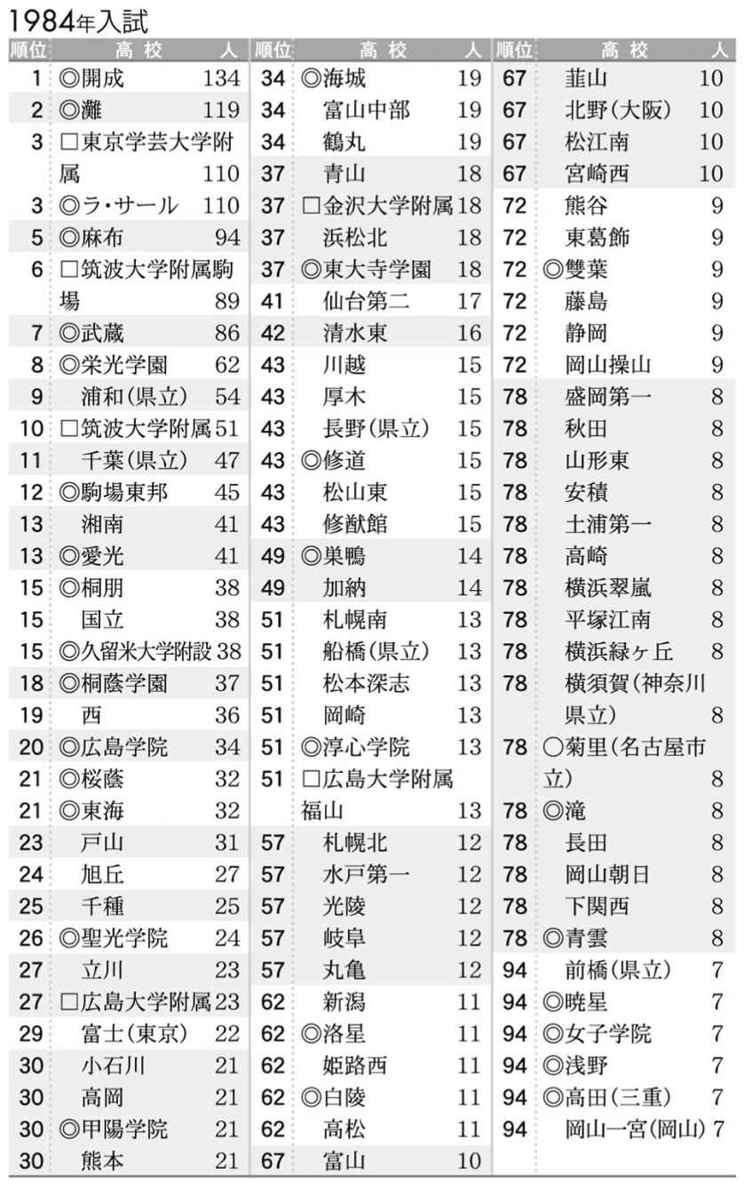 1984年入試
順位 高校 人
1 ◎開成 134
2 ◎灘 119
3 □東京学芸大学附
属 110
3 ◎ラ・サール 110
5 ◎麻布 94
6 □筑波大学附属駒
場 89
7 ◎武蔵 86
8 ◎栄光学園 62
9 浦和(県立) 54
10 □筑波大学附属 51
11 千葉(県立) 47
12 ◎駒場東邦 45
13 湘南 41
13 ◎愛光 41
15 ◎桐朋 38
15 国立 38
15 ◎久留米大学附設 38
18 ◎桐蔭学園 37
19 西 36
20 ◎広島学院 34
21 ◎桜蔭 32
21 ◎東海 32
23 戸山 31
24 旭丘 27
25 千種 25
26 ◎聖光学院 24
27 立川 23
27 □広島大学附属 23
29 富士(東京) 22
30 小石川 21
30 高岡 21
30 ◎甲陽学院 21
30 熊本 21
順位 高校 人
34 ◎海城 19
34 富山中部 19
34 鶴丸 19
37 青山 18
37 □金沢大学附属 18
37 浜松北 18
37 ◎東大寺学園 18
41 仙台第二 17
42 清水東 16
43 川越 15
43 厚木 15
43 長野(県立) 15
43 ◎修道 15
43 松山東 15
43 修猷館 15
49 ◎巣鴨 14
49 加納 14
51 札幌南 13
51 船橋(県立) 13
51 松本深志 13
51 岡崎 13
51 ◎淳心学院 13
51 □広島大学附属
福山 13
57 札幌北 12
57 水戸第一 12
57 光陵 12
57 岐阜 12
57 丸亀 12
62 新潟 11
62 ◎洛星 11
62 姫路西 11
62 ◎白陵 11
62 高松 11
67 富山 10
順位 高校 人
67 韮山 10
67 北野(大阪) 10
67 松江南 10
67 宮崎西 10
72 熊谷 9
72 東葛飾 9
72 ◎雙葉 9
72 藤島 9
72 静岡 9
72 岡山操山 9
78 盛岡第一 8
78 秋田 8
78 山形東 8
78 安積 8
78 土浦第一 8
78 高崎 8
78 横浜翠嵐 8
78 平塚江南 8
78 横浜緑ヶ丘 8
78 横須賀(神奈川
県立) 8
78 ○菊里(名古屋市
立) 8
78 ◎滝 8
78 長田 8
78 岡山朝日 8
78 下関西 8
78 ◎青雲 8
94 前橋(県立) 7
94 ◎暁星 7
94 ◎女子学院 7
94 ◎浅野 7
94 ◎高田(三重) 7
94 岡山一宮(岡山) 7